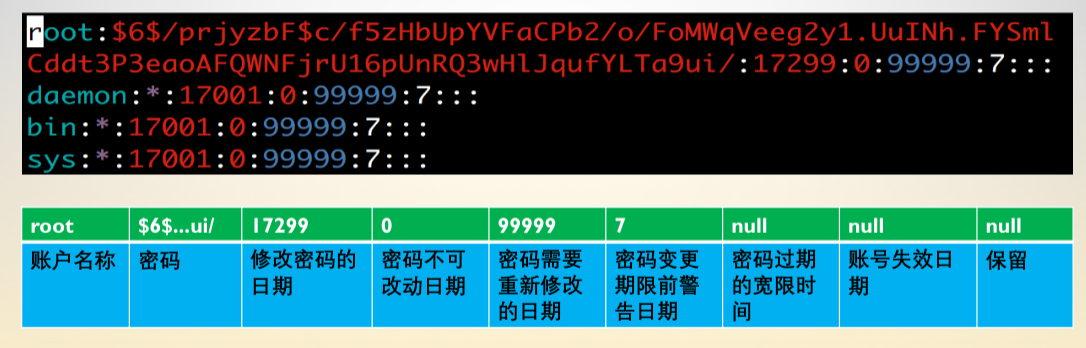 root:$6$/prjyzbF$c/f5zHbUpYVFaCPb2/o/FoMWqVeeg2y1.UuINh.FYSml
Cddt3P3eaoAFQWNFjrU16pUnRQ3wHlJqufYLTa9ui/:17299:0:99999:7:::
daemon:*:17001:0:99999:7:::
bin:*:17001:0:99999:7:::
sys:*:17001:0:99999:7:::
root $6$...ui/ 17299 0 99999 7 null null null
账户名称 密码 修改密码的 密码不可 密码需要 密码变更 密码过期 账号失效日 保留
日期 改动日期 重新修改 期限前警 的宽限时 期
的日期 告日期 间